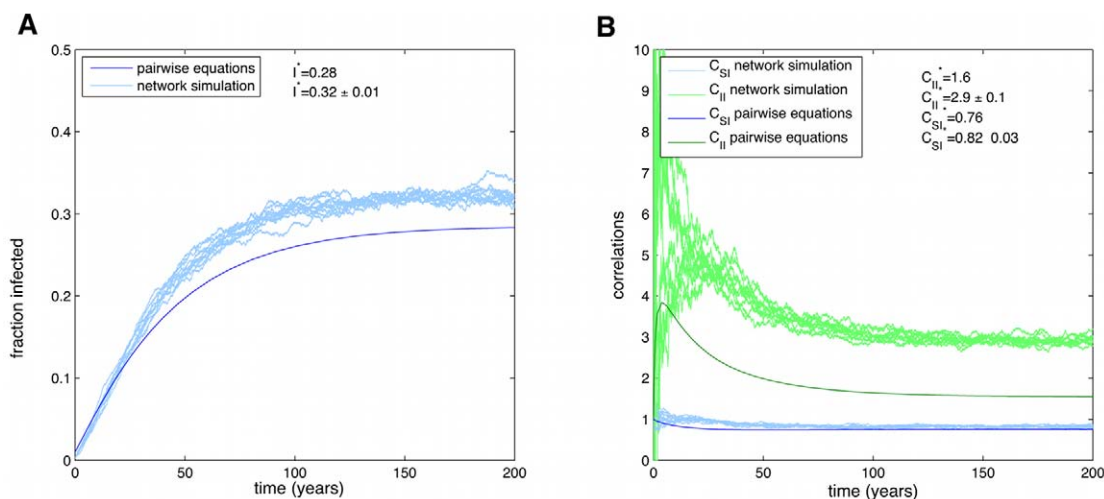 A
0.5
0.4
0.3
0.2
0.1
0
0
50
100
150
200
fraction infected
time (years)
pairwise equations
network simulation
I*=0.28
I*=0.32 ± 0.01
B
10
9
8
7
6
5
4
3
2
1
0
0
50
100
150
200
correlations
time (years)
C_SI network simulation
C_II network simulation
C_SI pairwise equations
C_II pairwise equations
C_II*=1.6
C_II*=2.9 ± 0.1
C_SI*=0.76
C_SI*=0.82 0.03